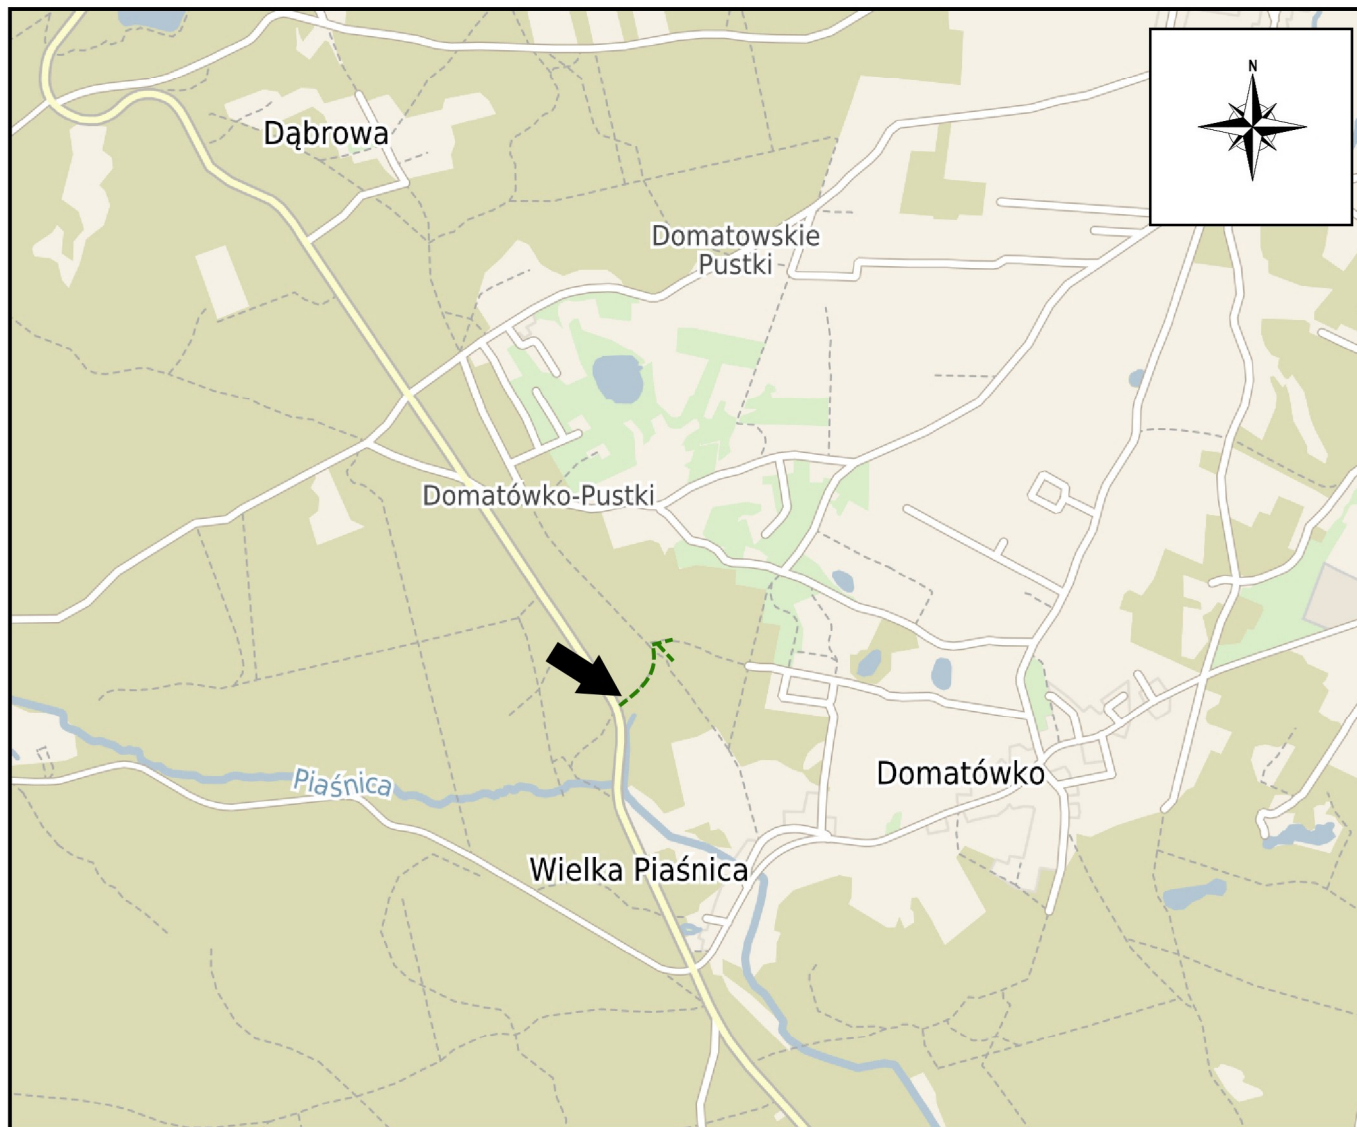 N
Dąbrowa
Domatowskie
Pustki
Domatówko-Pustki
Piaśnica
Domatówko
Wielka Piaśnica